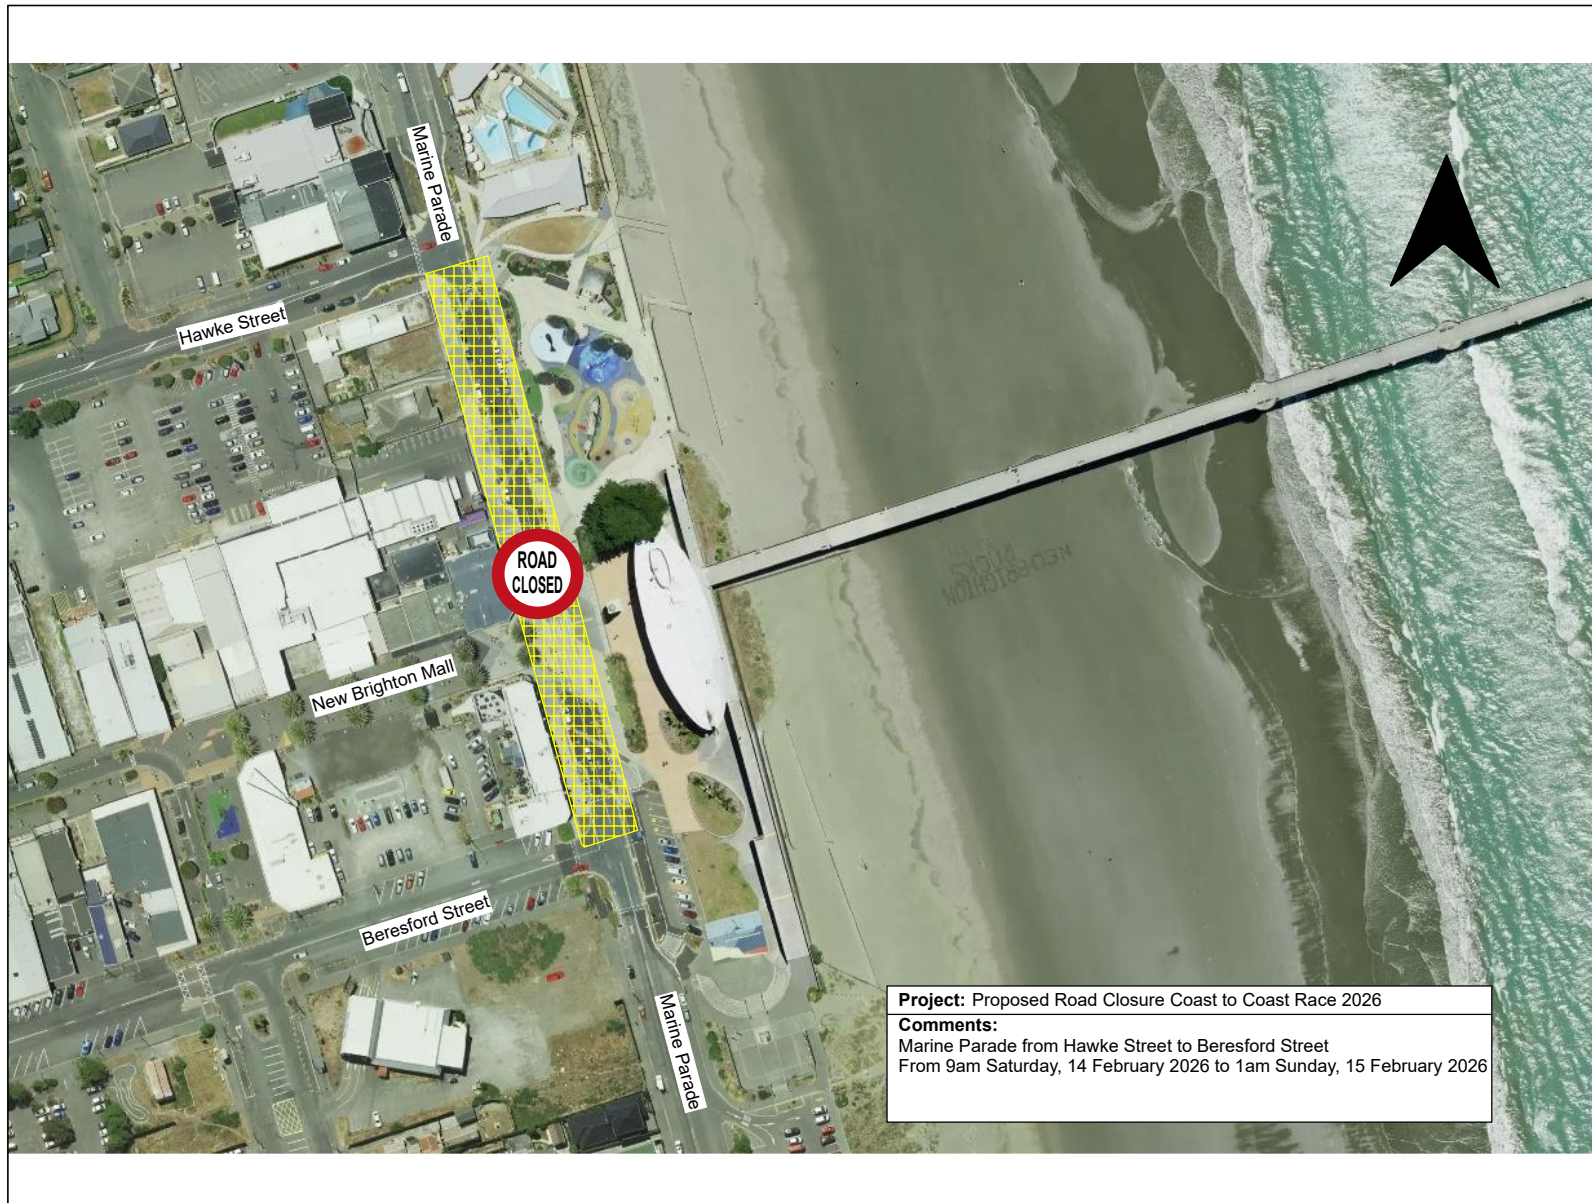 Marine Parade
Hawke Street
ROAD
CLOSED
NEW BRIGHTON
New Brighton Mall
Beresford Street
Marine Parade
Project: Proposed Road Closure Coast to Coast Race 2026
Comments:
Marine Parade from Hawke Street to Beresford Street
From 9am Saturday, 14 February 2026 to 1am Sunday, 15 February 2026